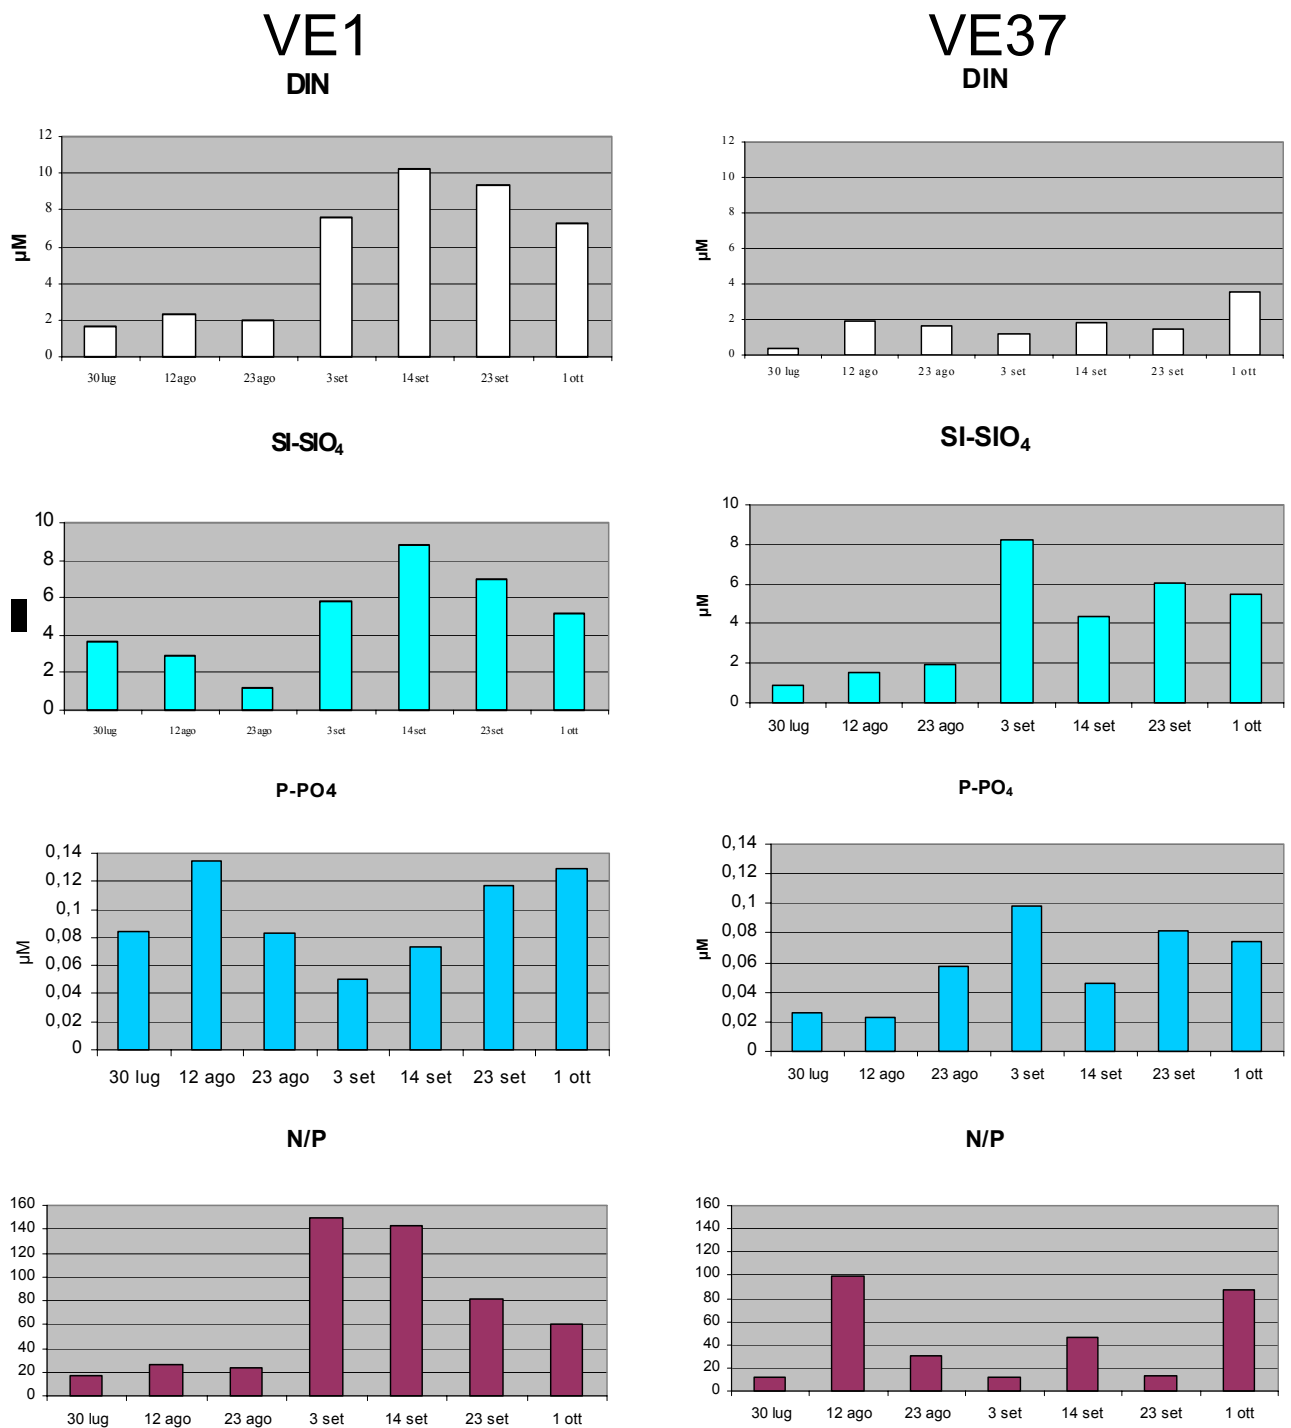 VE1
VE37
DIN
DIN
12
10
8
6
4
2
0
µM
30 lug 12 ago 23 ago 3 set 14 set 23 set 1 ott
12
10
8
6
4
2
0
µM
30 lug 12 ago 23 ago 3 set 14 set 23 set 1 ott
SI-SIO₄
SI-SIO₄
10
8
6
4
2
0
30 lug 12 ago 23 ago 3 set 14 set 23 set 1 ott
10
8
6
4
2
0
µM
30 lug 12 ago 23 ago 3 set 14 set 23 set 1 ott
P-PO4
P-PO₄
0,14
0,12
0,1
0,08
0,06
0,04
0,02
0
µM
30 lug 12 ago 23 ago 3 set 14 set 23 set 1 ott
0,14
0,12
0,1
0,08
0,06
0,04
0,02
0
µM
30 lug 12 ago 23 ago 3 set 14 set 23 set 1 ott
N/P
N/P
160
140
120
100
80
60
40
20
0
30 lug 12 ago 23 ago 3 set 14 set 23 set 1 ott
160
140
120
100
80
60
40
20
0
30 lug 12 ago 23 ago 3 set 14 set 23 set 1 ott